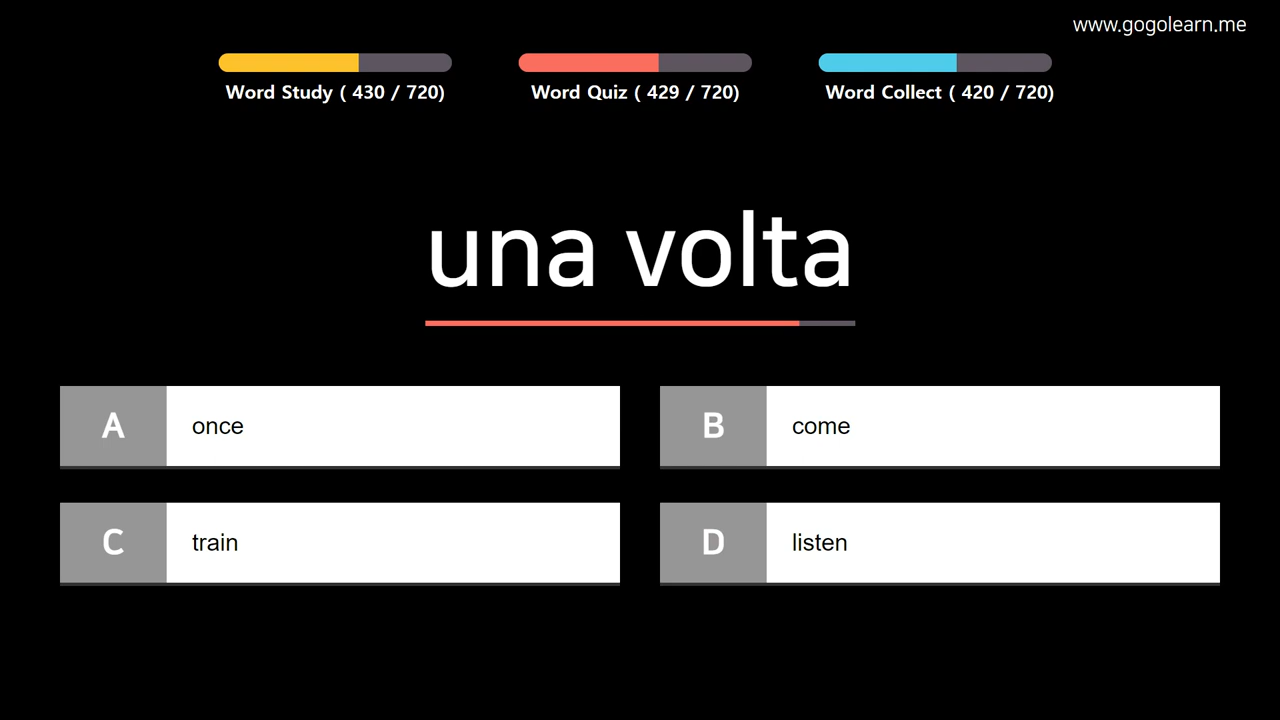 www.gogolearn.me
Word Study ( 430 / 720)
Word Quiz ( 429 / 720)
Word Collect ( 420 / 720)
una volta
A once
B come
C train
D listen